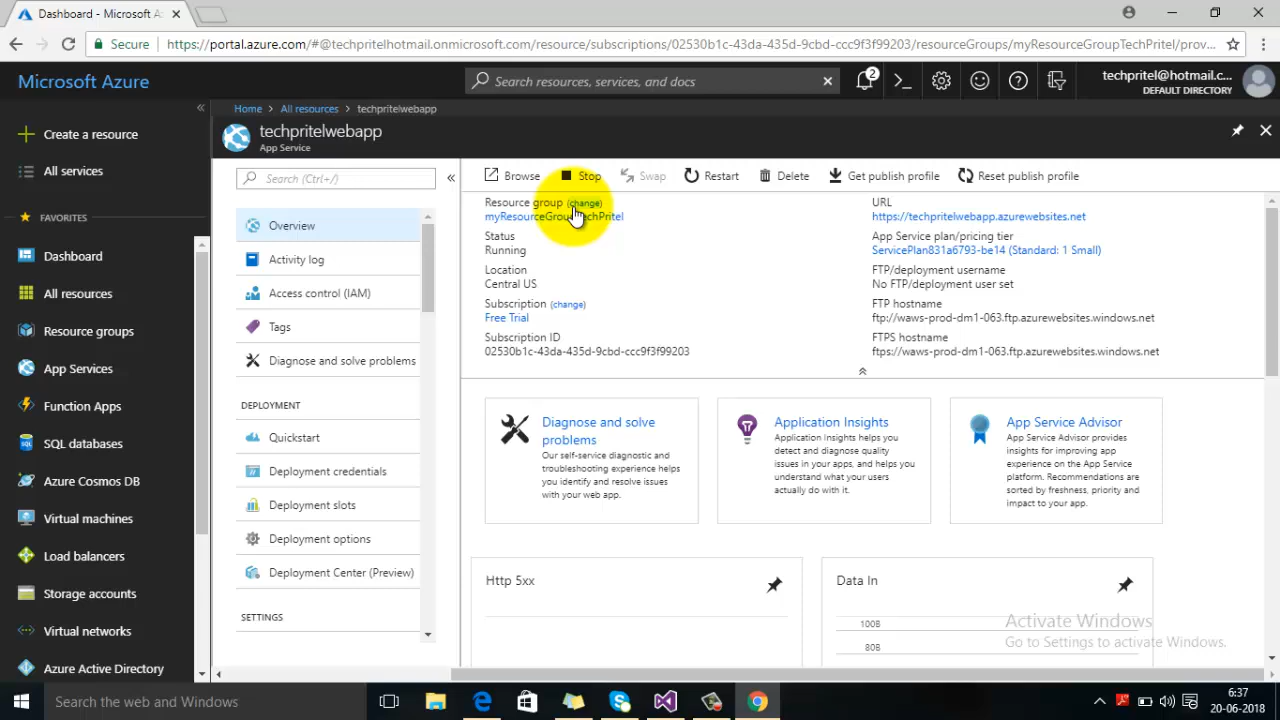 Dashboard - Microsoft A
Secure
https://portal.azure.com/#@techpritelhotmail.onmicrosoft.com/resource/subscriptions/02530b1c-43da-435d-9cbd-ccc9f3f99203/resourceGroups/myResourceGroupTechPritel/prov...
Microsoft Azure
Search resources, services, and docs
2
techpritel@hotmail.c...
DEFAULT DIRECTORY
Home > All resources > techpritelwebapp
techpritelwebapp
App Service
Create a resource
All services
FAVORITES
Dashboard
All resources
Resource groups
App Services
Function Apps
SQL databases
Azure Cosmos DB
Virtual machines
Load balancers
Storage accounts
Virtual networks
Azure Active Directory
Search (Ctrl+/)
Overview
Activity log
Access control (IAM)
Tags
Diagnose and solve problems
DEPLOYMENT
Quickstart
Deployment credentials
Deployment slots
Deployment options
Deployment Center (Preview)
SETTINGS
Browse Stop Swap Restart Delete Get publish profile Reset publish profile
Resource group (change)
myResourceGroupTechPritel
Status
Running
Location
Central US
Subscription (change)
Free Trial
Subscription ID
02530b1c-43da-435d-9cbd-ccc9f3f99203
URL
https://techpritelwebapp.azurewebsites.net
App Service plan/pricing tier
ServicePlan831a6793-be14 (Standard: 1 Small)
FTP/deployment username
No FTP/deployment user set
FTP hostname
ftp://waws-prod-dm1-063.ftp.azurewebsites.windows.net
FTPS hostname
ftps://waws-prod-dm1-063.ftp.azurewebsites.windows.net
Diagnose and solve
problems
Our self-service diagnostic and
troubleshooting experience helps
you identify and resolve issues
with your web app.
Application Insights
Application Insights helps you
detect and diagnose quality
issues in your apps, and helps you
understand what your users
actually do with it.
App Service Advisor
App Service Advisor provides
insights for improving app
experience on the App Service
platform. Recommendations are
sorted by freshness, priority and
impact to your app.
Http 5xx
Data In
100B
80B
Activate Windows
Go to Settings to activate Windows.
Search the web and Windows
6:37
20-06-2018